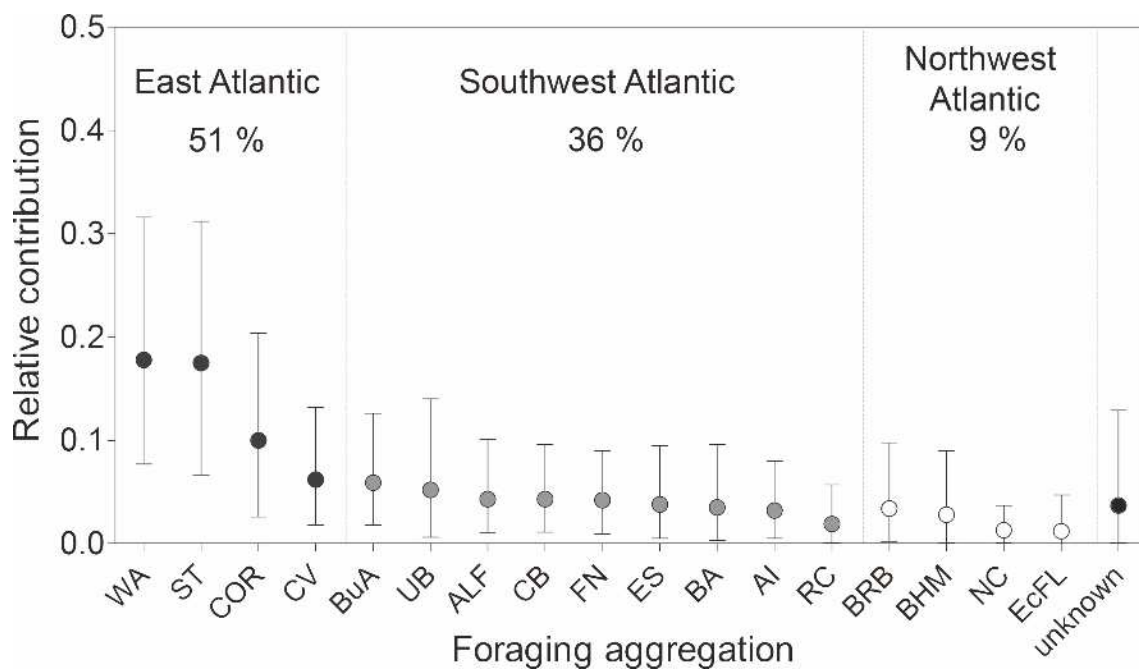 0.5
East Atlantic
51 %
Southwest Atlantic
36 %
Northwest
Atlantic
9 %
0.4
0.3
0.2
0.1
0.0
Relative contribution
WA
ST
COR
CV
BuA
UB
ALF
CB
FN
ES
BA
AI
RC
BRB
BHM
NC
EcFL
unknown
Foraging aggregation